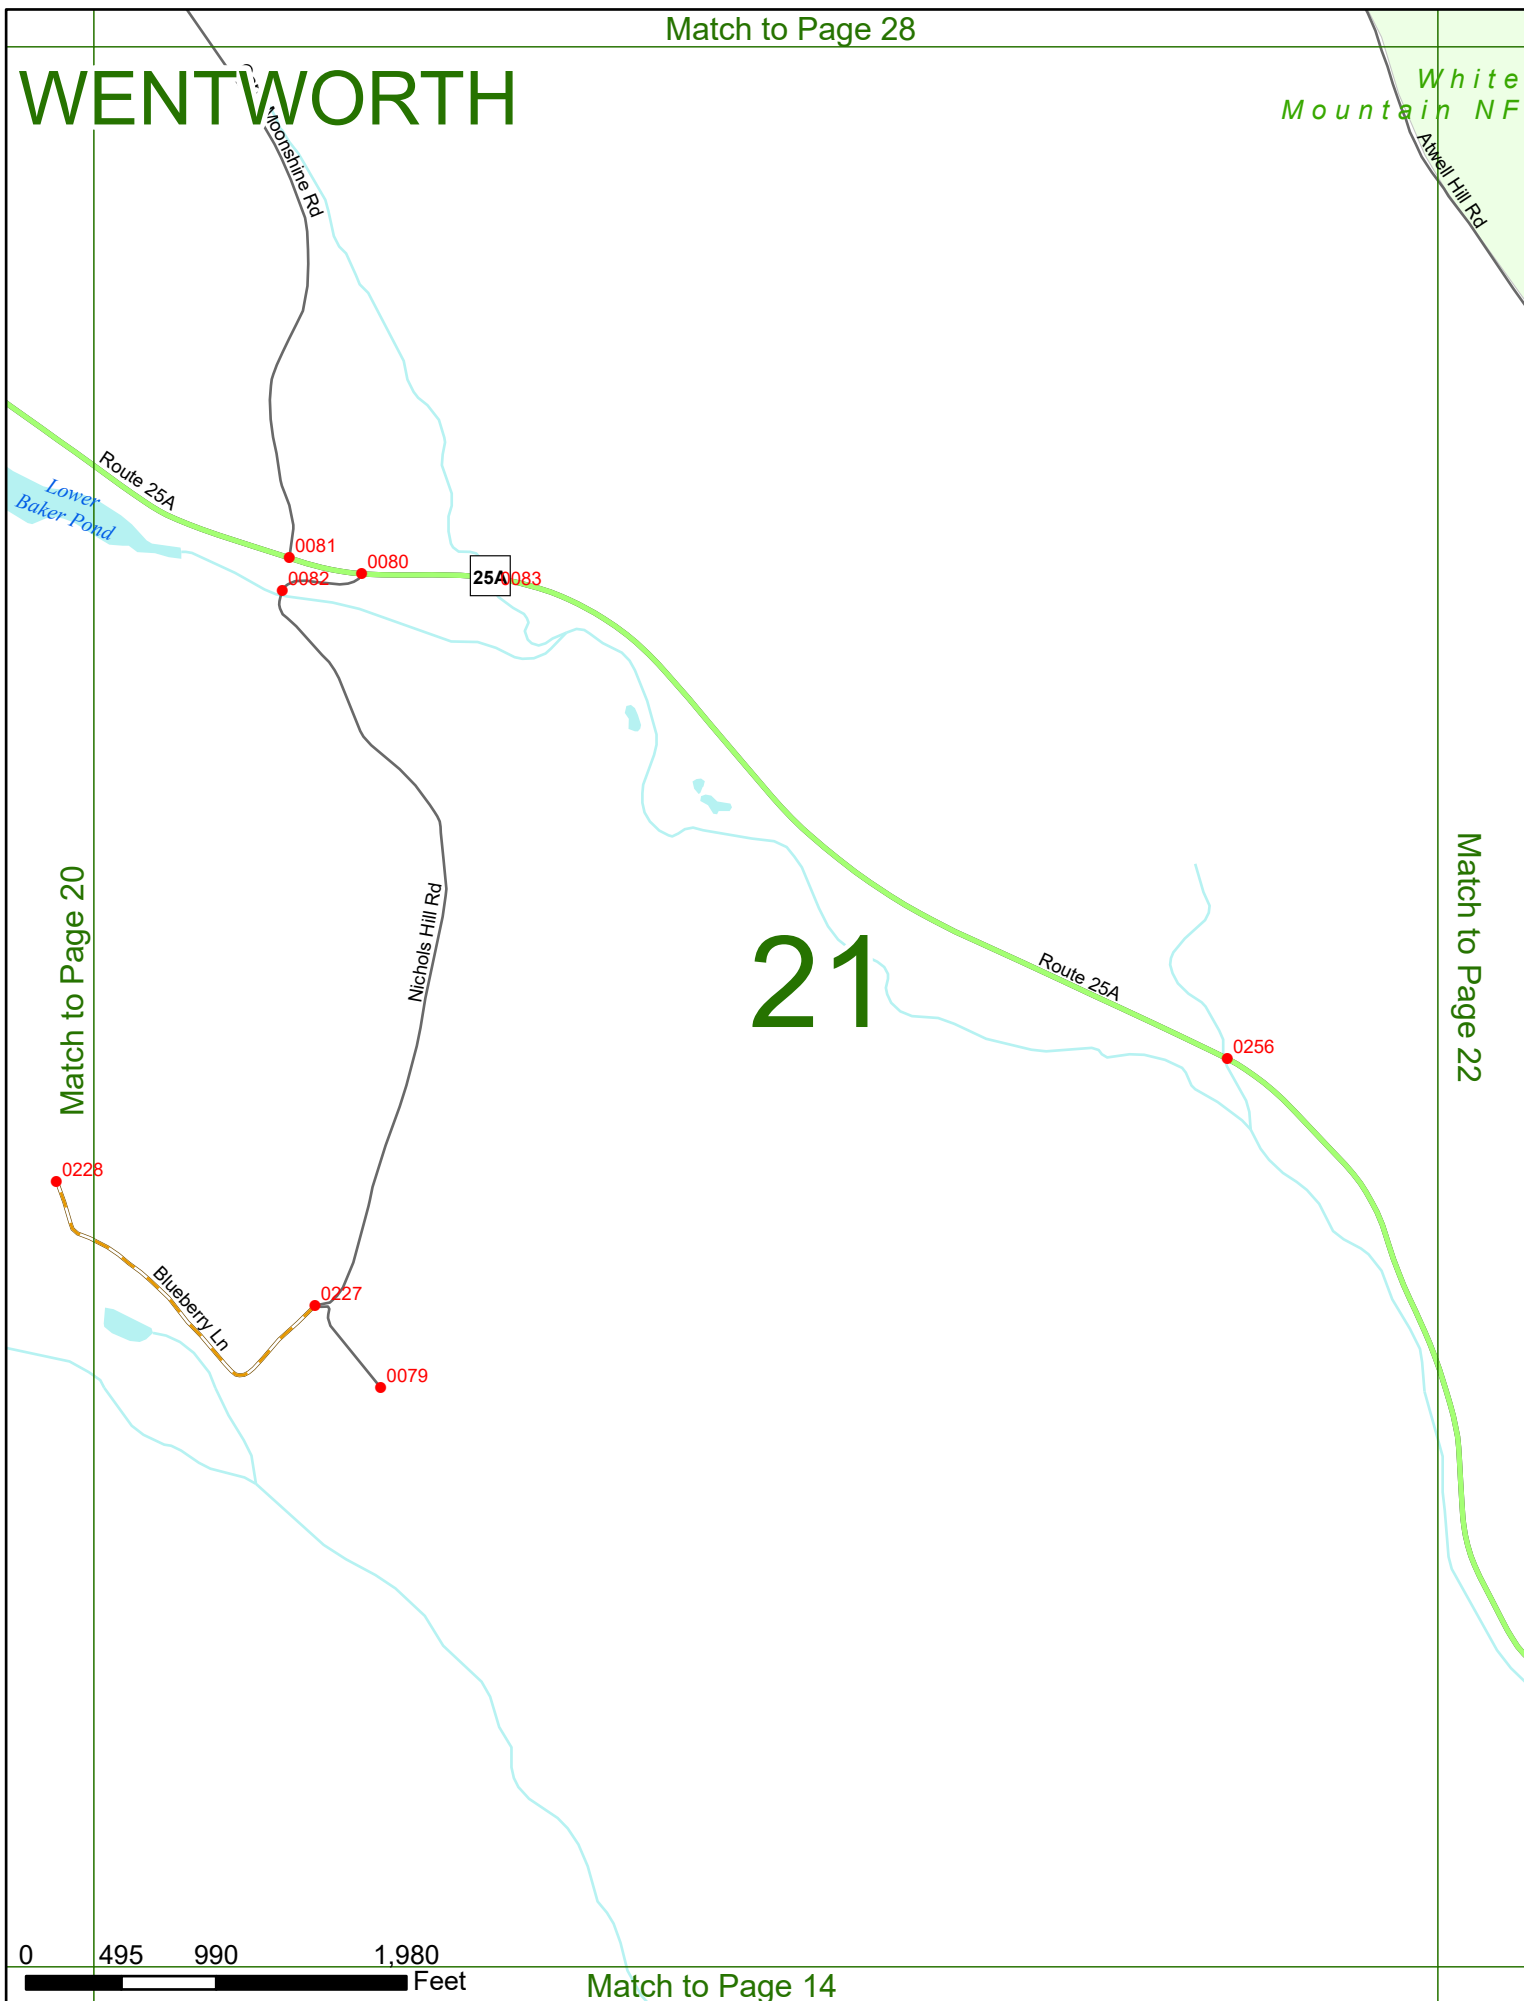 Match to Page 28
WENTWORTH
White
Mountain NF
Moonshine Rd
Atwell Hill Rd
Route 25A
Lower
Baker Pond
0081
0080
0082
25A
0083
Match to Page 20
Nichols Hill Rd
21
Match to Page 22
Route 25A
0256
0228
Blueberry Ln
0227
0079
0 495 990 1,980
Feet
Match to Page 14